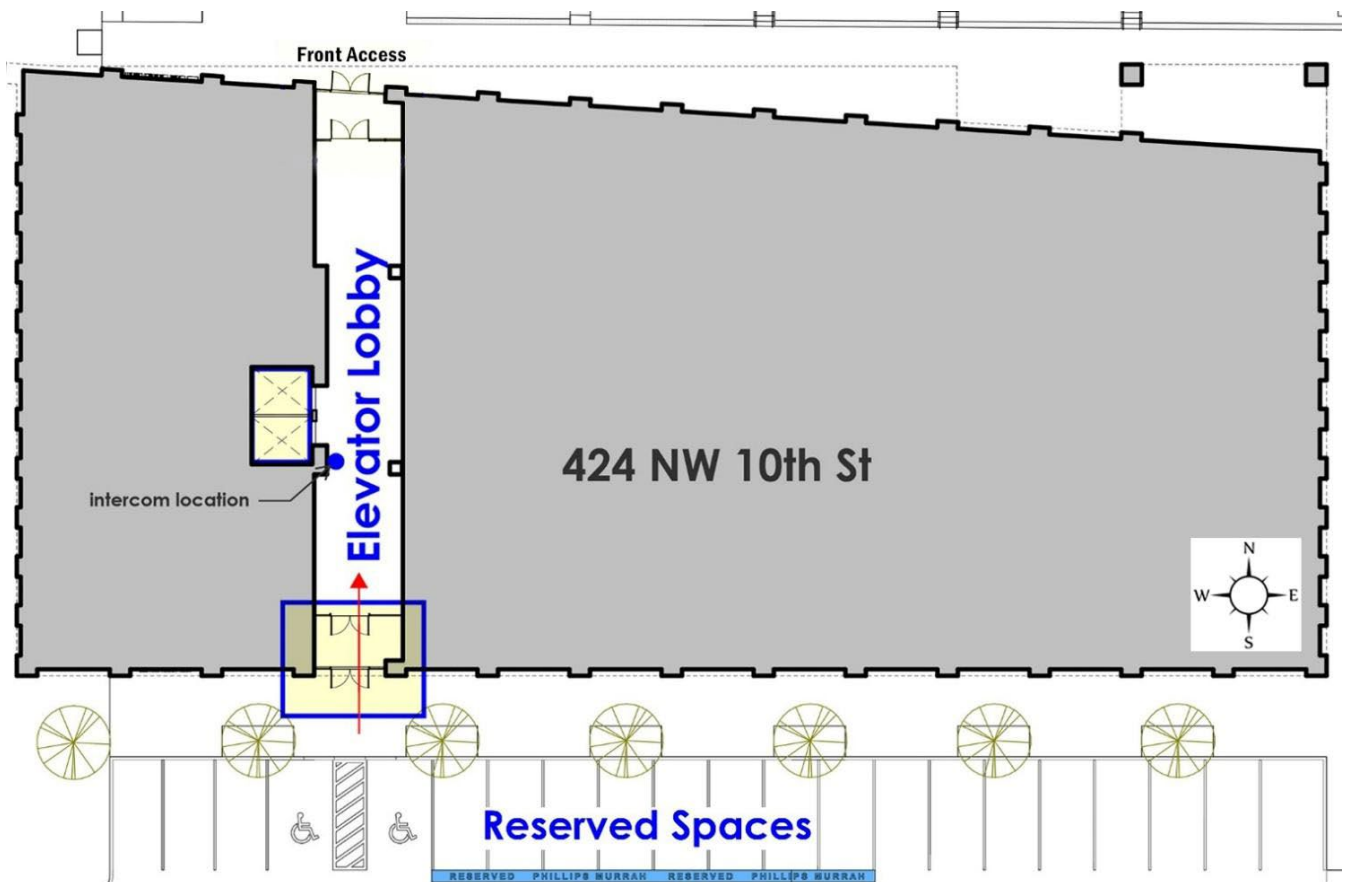 Front Access
Elevator Lobby
424 NW 10th St
intercom location
N
W E
S
Reserved Spaces
RESERVED PHILLIPS MURRAH RESERVED PHILLIPS MURRAH